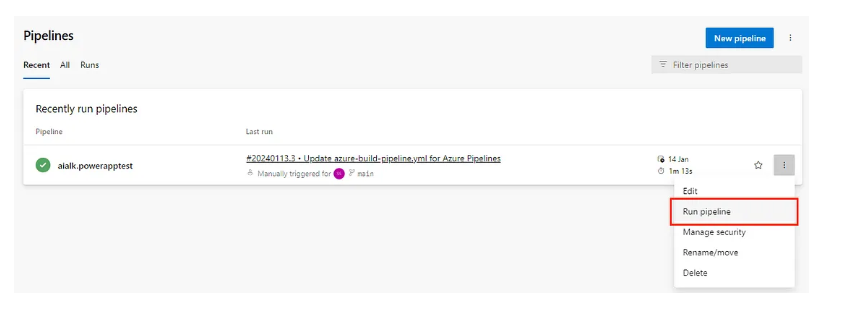 Pipelines
New pipeline
Recent All Runs
Filter pipelines
Recently run pipelines
Pipeline Last run
aialk.powerapptest
#20240113.3 • Update azure-build-pipeline.yml for Azure Pipelines
Manually triggered for main
14 Jan
1m 13s
Edit
Run pipeline
Manage security
Rename/move
Delete